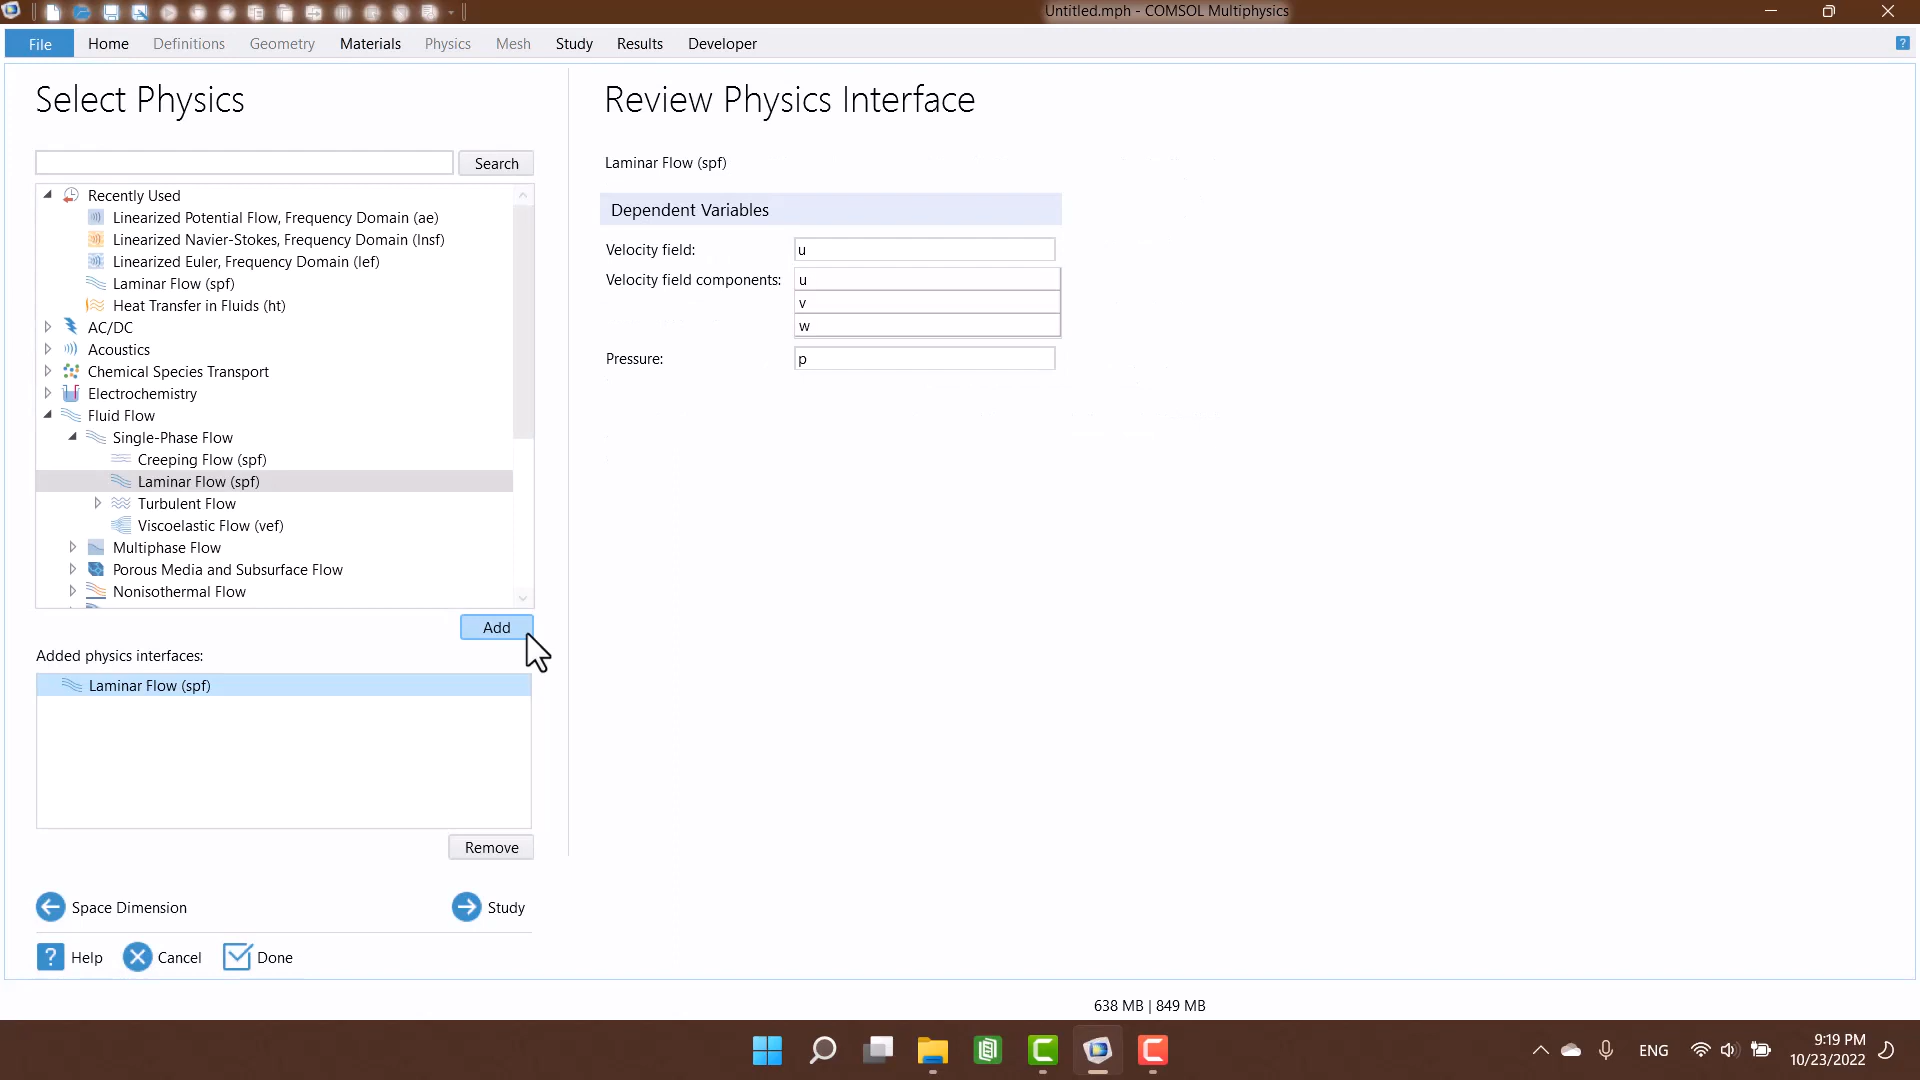 Untitled.mph - COMSOL Multiphysics
File Home Definitions Geometry Materials Physics Mesh Study Results Developer ?
Select Physics
Search
Recently Used
Linearized Potential Flow, Frequency Domain (ae)
Linearized Navier-Stokes, Frequency Domain (lnsf)
Linearized Euler, Frequency Domain (lef)
Laminar Flow (spf)
Heat Transfer in Fluids (ht)
AC/DC
Acoustics
Chemical Species Transport
Electrochemistry
Fluid Flow
Single-Phase Flow
Creeping Flow (spf)
Laminar Flow (spf)
Turbulent Flow
Viscoelastic Flow (vef)
Multiphase Flow
Porous Media and Subsurface Flow
Nonisothermal Flow
Add
Added physics interfaces:
Laminar Flow (spf)
Remove
Space Dimension
Study
? Help
Cancel
Done
Review Physics Interface
Laminar Flow (spf)
Dependent Variables
Velocity field: u
Velocity field components: u
v
w
Pressure: p
638 MB | 849 MB
ENG
9:19 PM
10/23/2022